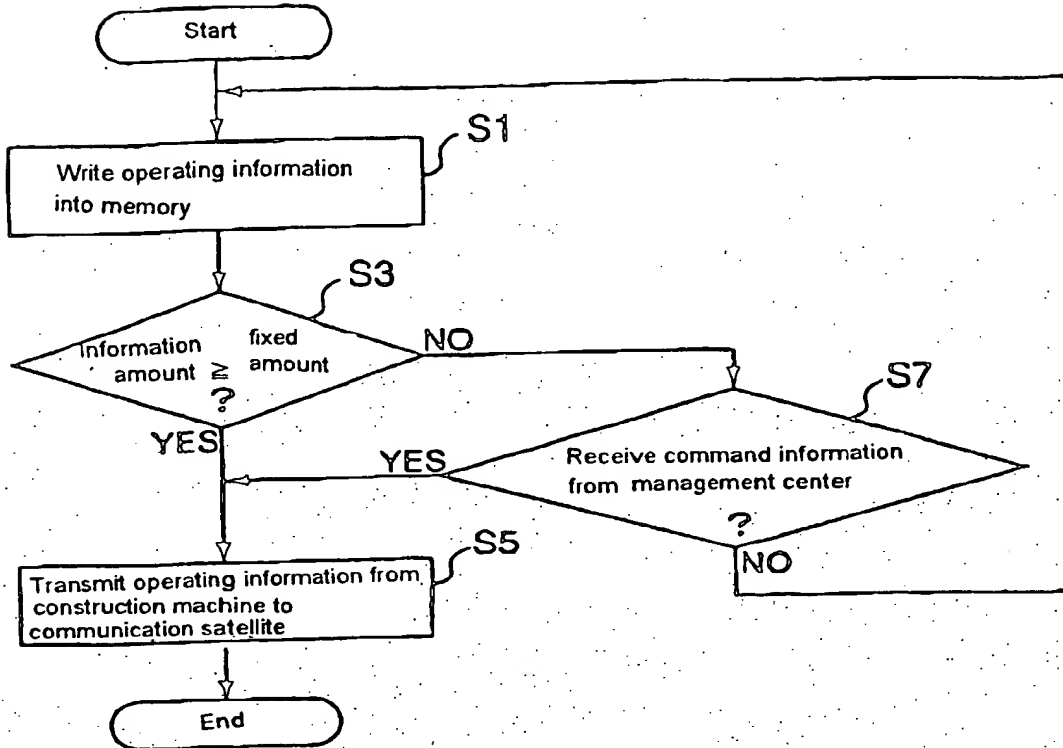 Start
S1
Write operating information
into memory
S3
Information
amount
≧
fixed
amount
?
NO
YES
S7
Receive command information
from management center
?
YES
NO
S5
Transmit operating information from
construction machine to
communication satellite
End